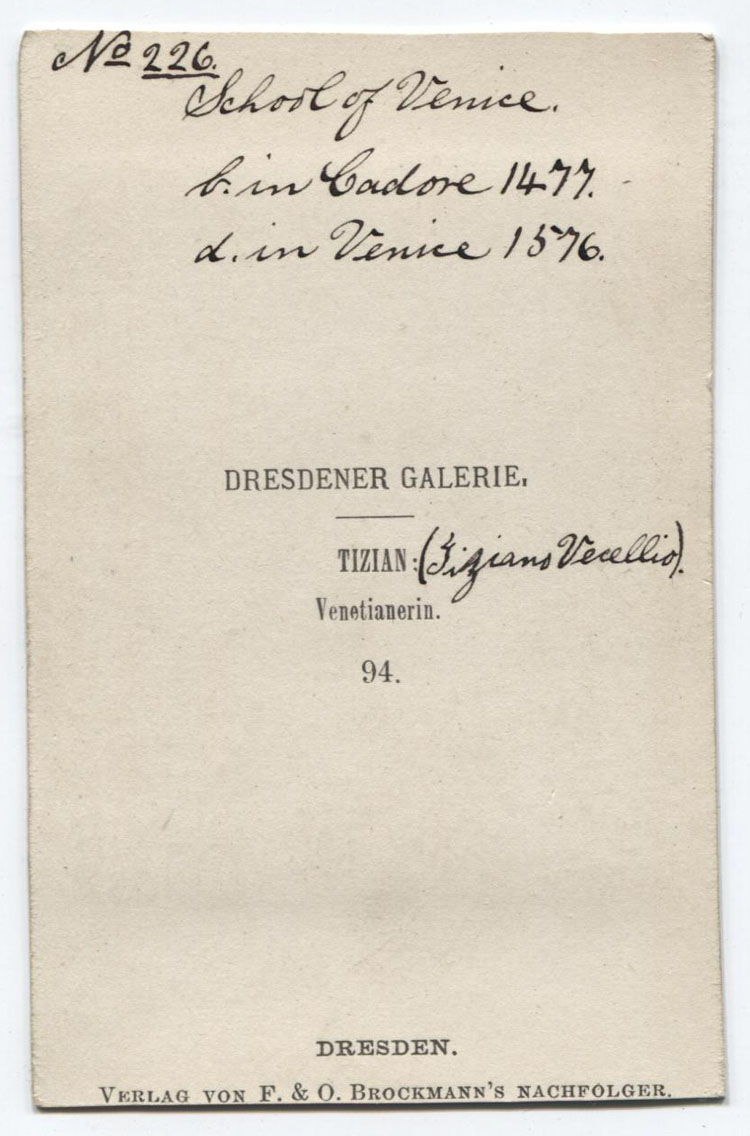 No 226.
School of Venice.
b. in Cadore 1477.
d. in Venice 1576.
DRESDENER GALERIE.
TIZIAN: (Tiziano Vecellio).
Venetianerin.
94.
DRESDEN.
VERLAG VON F. & O. BROCKMANN'S NACHFOLGER.